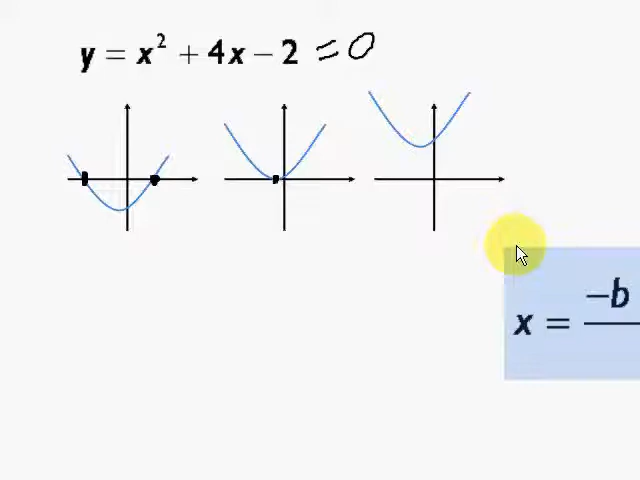 y = x² + 4x − 2 = 0
x = −b